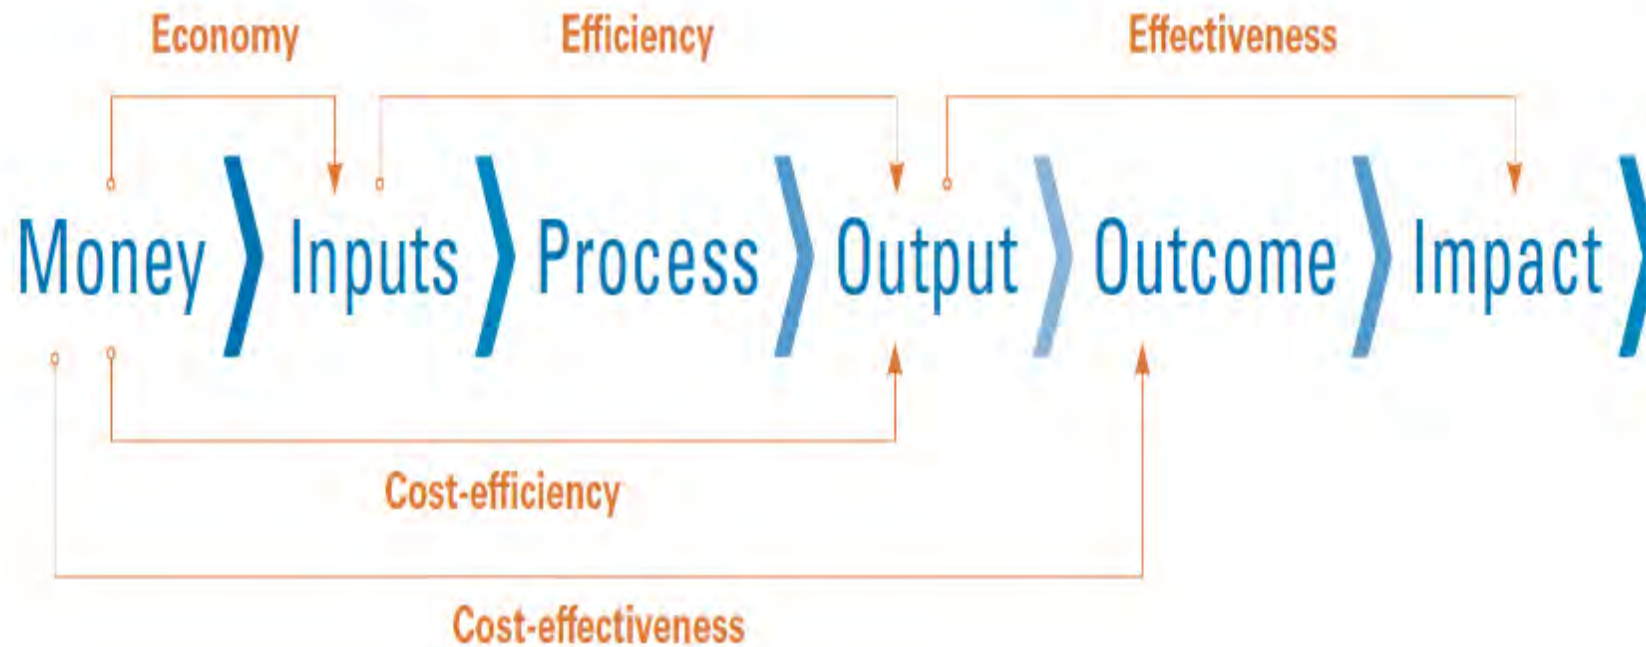 Economy Efficiency Effectiveness
Money Inputs Process Output Outcome Impact
Cost-efficiency
Cost-effectiveness